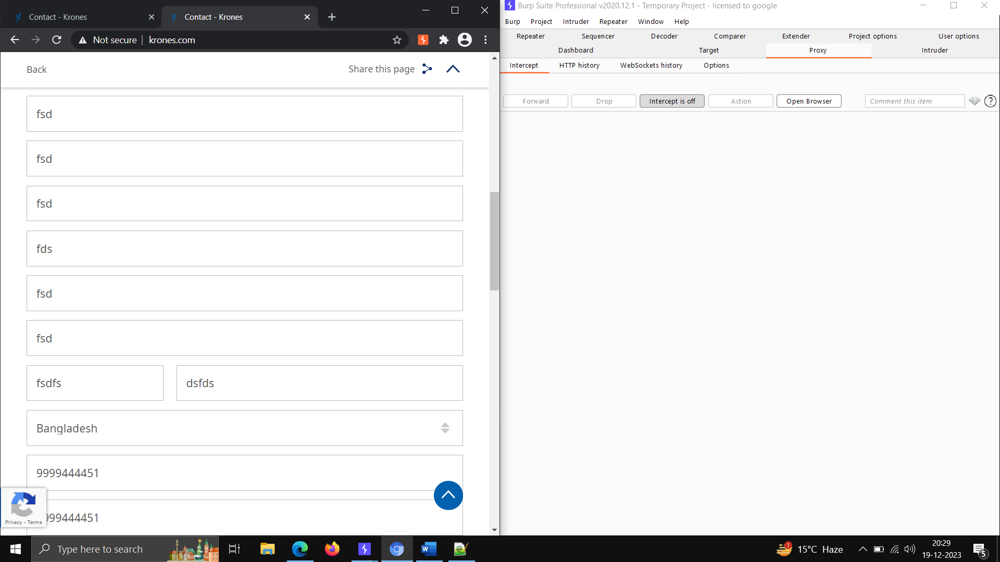 Contact - Krones
Contact - Krones
Not secure
krones.com
Back
Share this page
fsd
fsd
fsd
fds
fsd
fsd
fsdfs
dsfds
Bangladesh
9999444451
999444451
Privacy - Terms
Burp Suite Professional v2020.12.1 - Temporary Project - licensed to google
Burp Project Intruder Repeater Window Help
Repeater Sequencer Decoder Comparer Extender Project options User options
Dashboard Target Proxy Intruder
Intercept HTTP history WebSockets history Options
Forward Drop Intercept is off Action Open Browser Comment this item ?
Type here to search
W
1
15°C Haze
20:29
19-12-2023
5